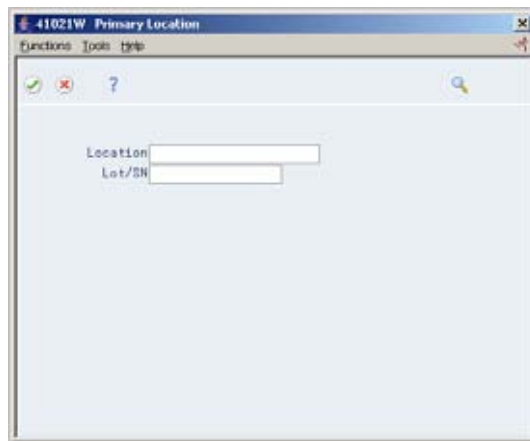 41021W Primary Location
Functions Tools Help
?
Location
Lot/SN